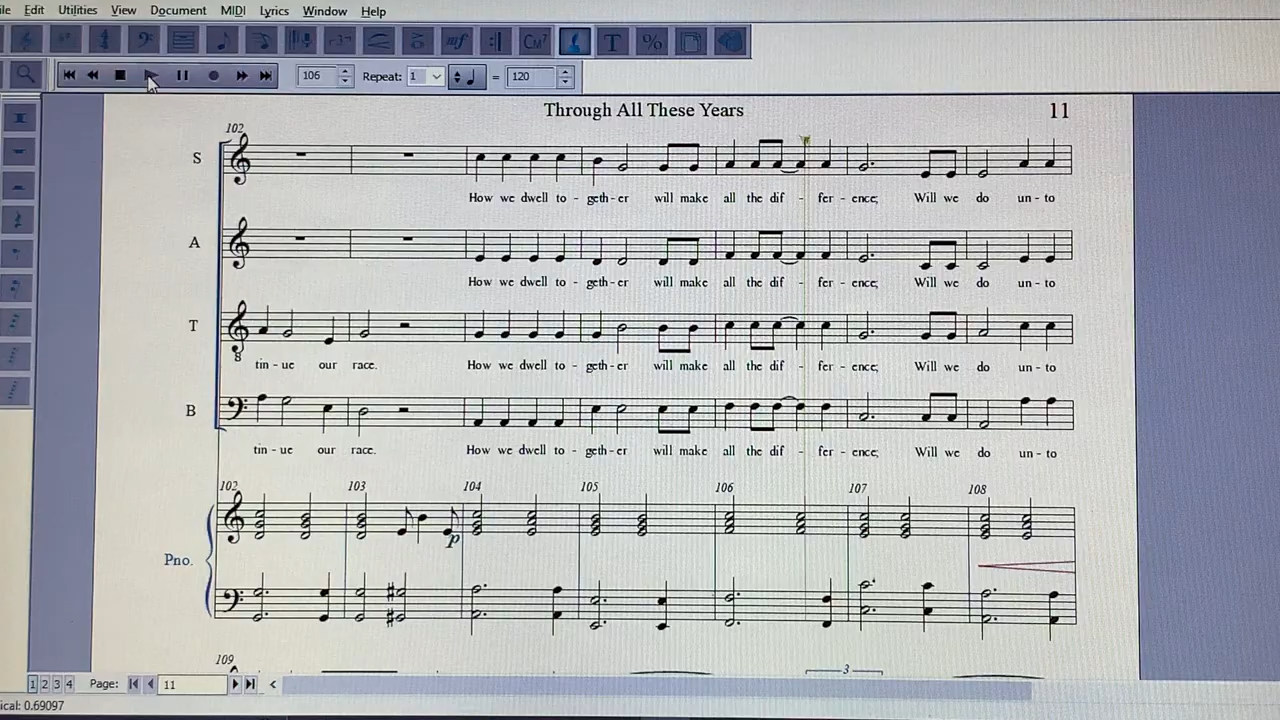 Edit Utilities View Document MIDI Lyrics Window Help
mf CM7 T %
106 Repeat: 1 = 120
Through All These Years 11
102
S
How we dwell to - geth - er will make all the dif - fer - ence; Will we do un - to
A
How we dwell to - geth - er will make all the dif - fer - ence; Will we do un - to
T
8
tin - ue our race. How we dwell to - geth - er will make all the dif - fer - ence; Will we do un - to
B
tin - ue our race. How we dwell to - geth - er will make all the dif - fer - ence; Will we do un - to
102 103 104 105 106 107 108
p
Pno.
109
3
1 2 3 4 Page: 11
ical: 0.69097